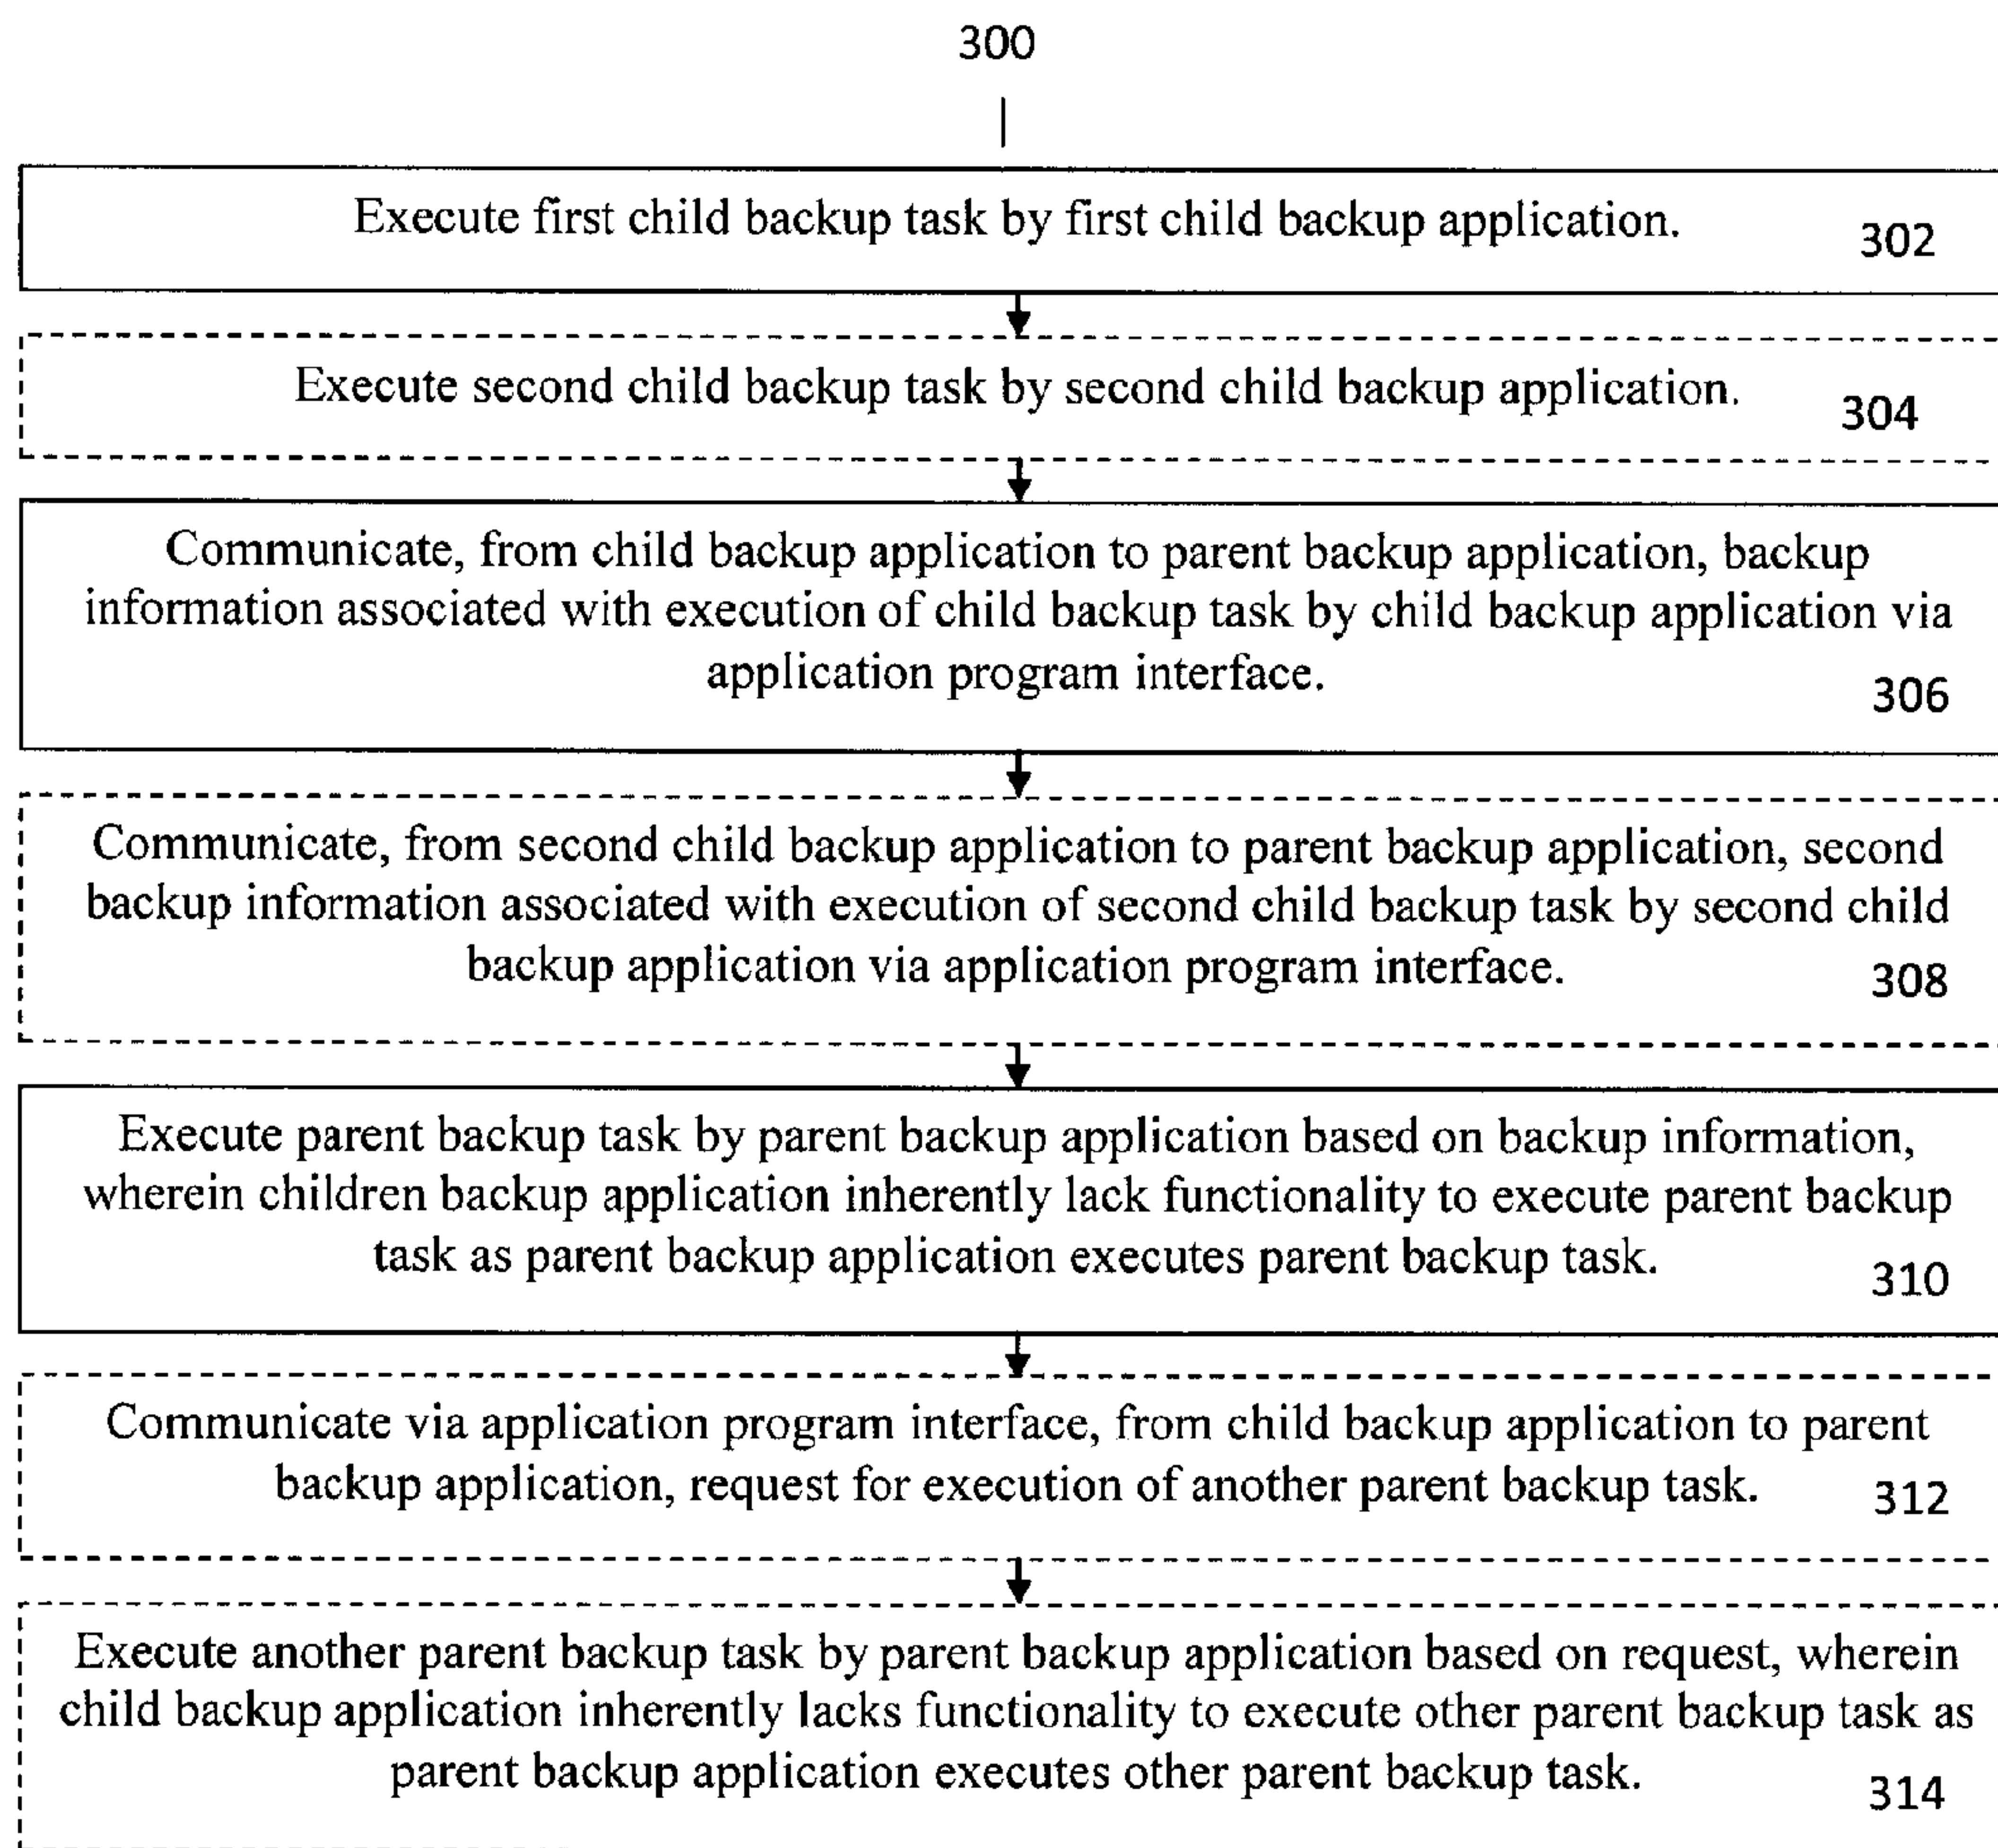 300
Execute first child backup task by first child backup application.
302
Execute second child backup task by second child backup application.
304
Communicate, from child backup application to parent backup application, backup
information associated with execution of child backup task by child backup application via
application program interface.
306
Communicate, from second child backup application to parent backup application, second
backup information associated with execution of second child backup task by second child
backup application via application program interface.
308
Execute parent backup task by parent backup application based on backup information,
wherein children backup application inherently lack functionality to execute parent backup
task as parent backup application executes parent backup task.
310
Communicate via application program interface, from child backup application to parent
backup application, request for execution of another parent backup task.
312
Execute another parent backup task by parent backup application based on request, wherein
child backup application inherently lacks functionality to execute other parent backup task as
parent backup application executes other parent backup task.
314